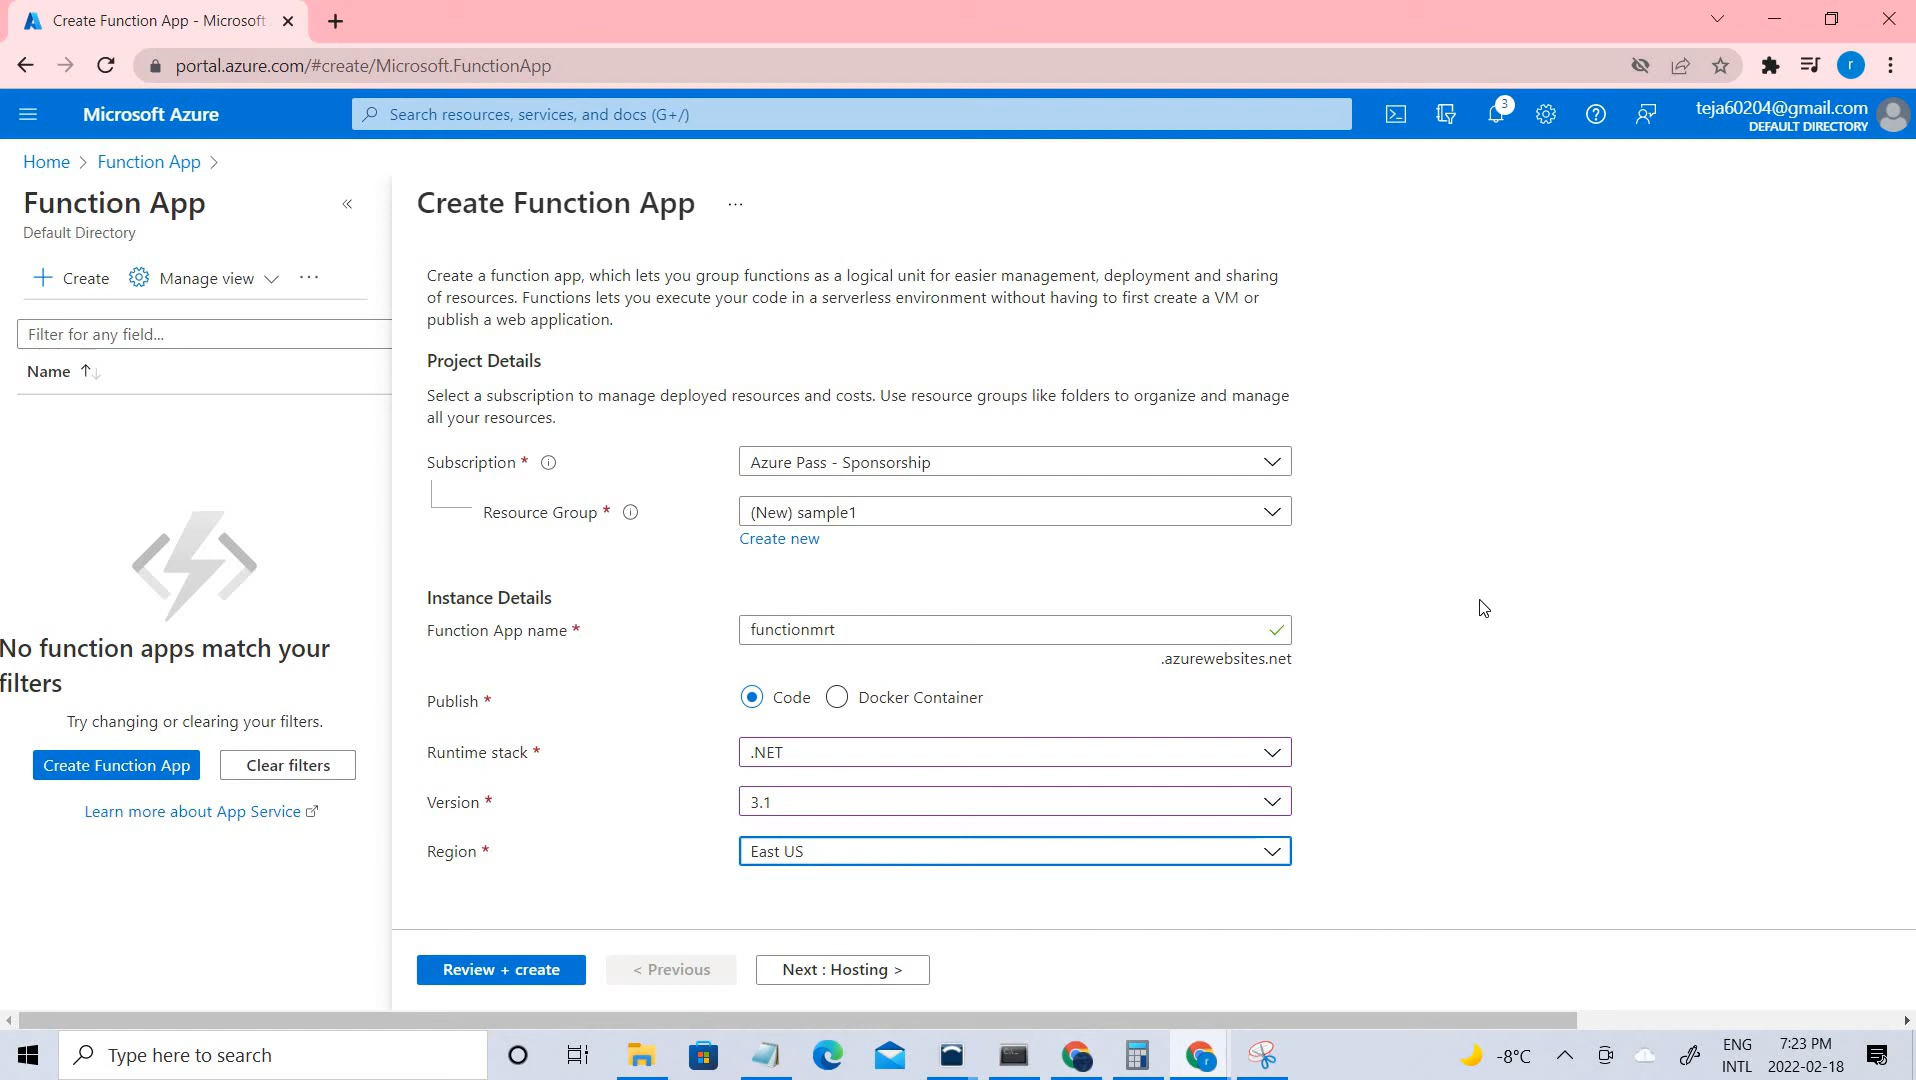 Create Function App - Microsoft
portal.azure.com/#create/Microsoft.FunctionApp
r
Microsoft Azure
Search resources, services, and docs (G+/)
3
teja60204@gmail.com
DEFAULT DIRECTORY
Home > Function App >
Function App
Default Directory
Create
Manage view
Filter for any field...
Name
No function apps match your
filters
Try changing or clearing your filters.
Create Function App
Clear filters
Learn more about App Service
Create Function App
Create a function app, which lets you group functions as a logical unit for easier management, deployment and sharing
of resources. Functions lets you execute your code in a serverless environment without having to first create a VM or
publish a web application.
Project Details
Select a subscription to manage deployed resources and costs. Use resource groups like folders to organize and manage
all your resources.
Subscription *
Azure Pass - Sponsorship
Resource Group *
(New) sample1
Create new
Instance Details
Function App name *
functionmrt
.azurewebsites.net
Publish *
Code
Docker Container
Runtime stack *
.NET
Version *
3.1
Region *
East US
Review + create
< Previous
Next : Hosting >
Type here to search
-8°C
ENG
INTL
7:23 PM
2022-02-18